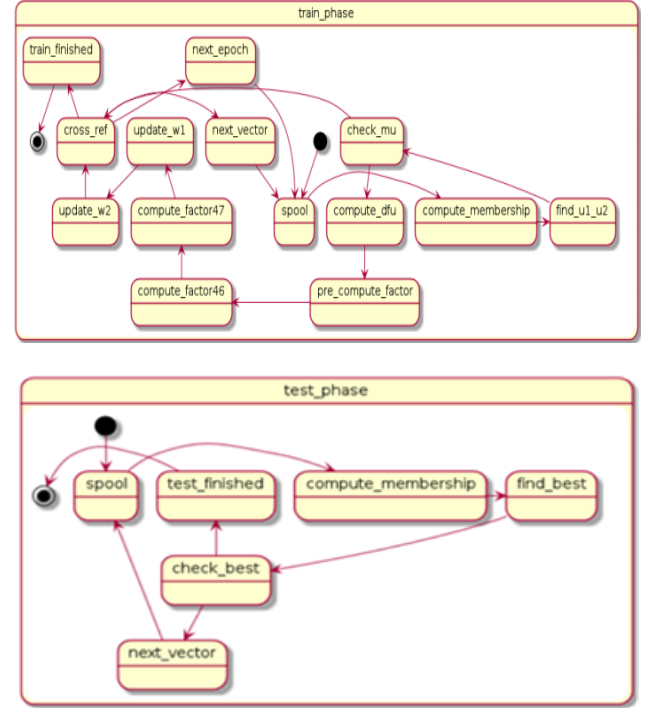 train_phase
train_finished
next_epoch
cross_ref
update_w1
next_vector
check_mu
update_w2
compute_factor47
spool
compute_dfu
compute_membership
find_u1_u2
compute_factor46
pre_compute_factor
test_phase
spool
test_finished
compute_membership
find_best
check_best
next_vector